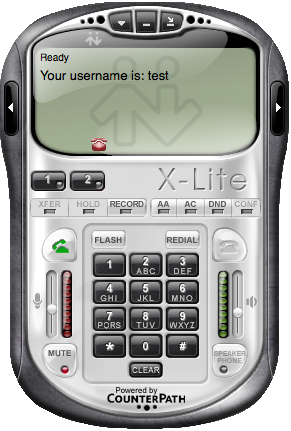 Ready
Your username is: test
1 2
X-Lite
XFER HOLD RECORD AA AC DND CONF
FLASH REDIAL
1 2 ABC 3 DEF
4 GHI 5 JKL 6 MNO
7 PQRS 8 TUV 9 WXYZ
* 0 #
MUTE CLEAR SPEAKER PHONE
Powered by
COUNTERPATH